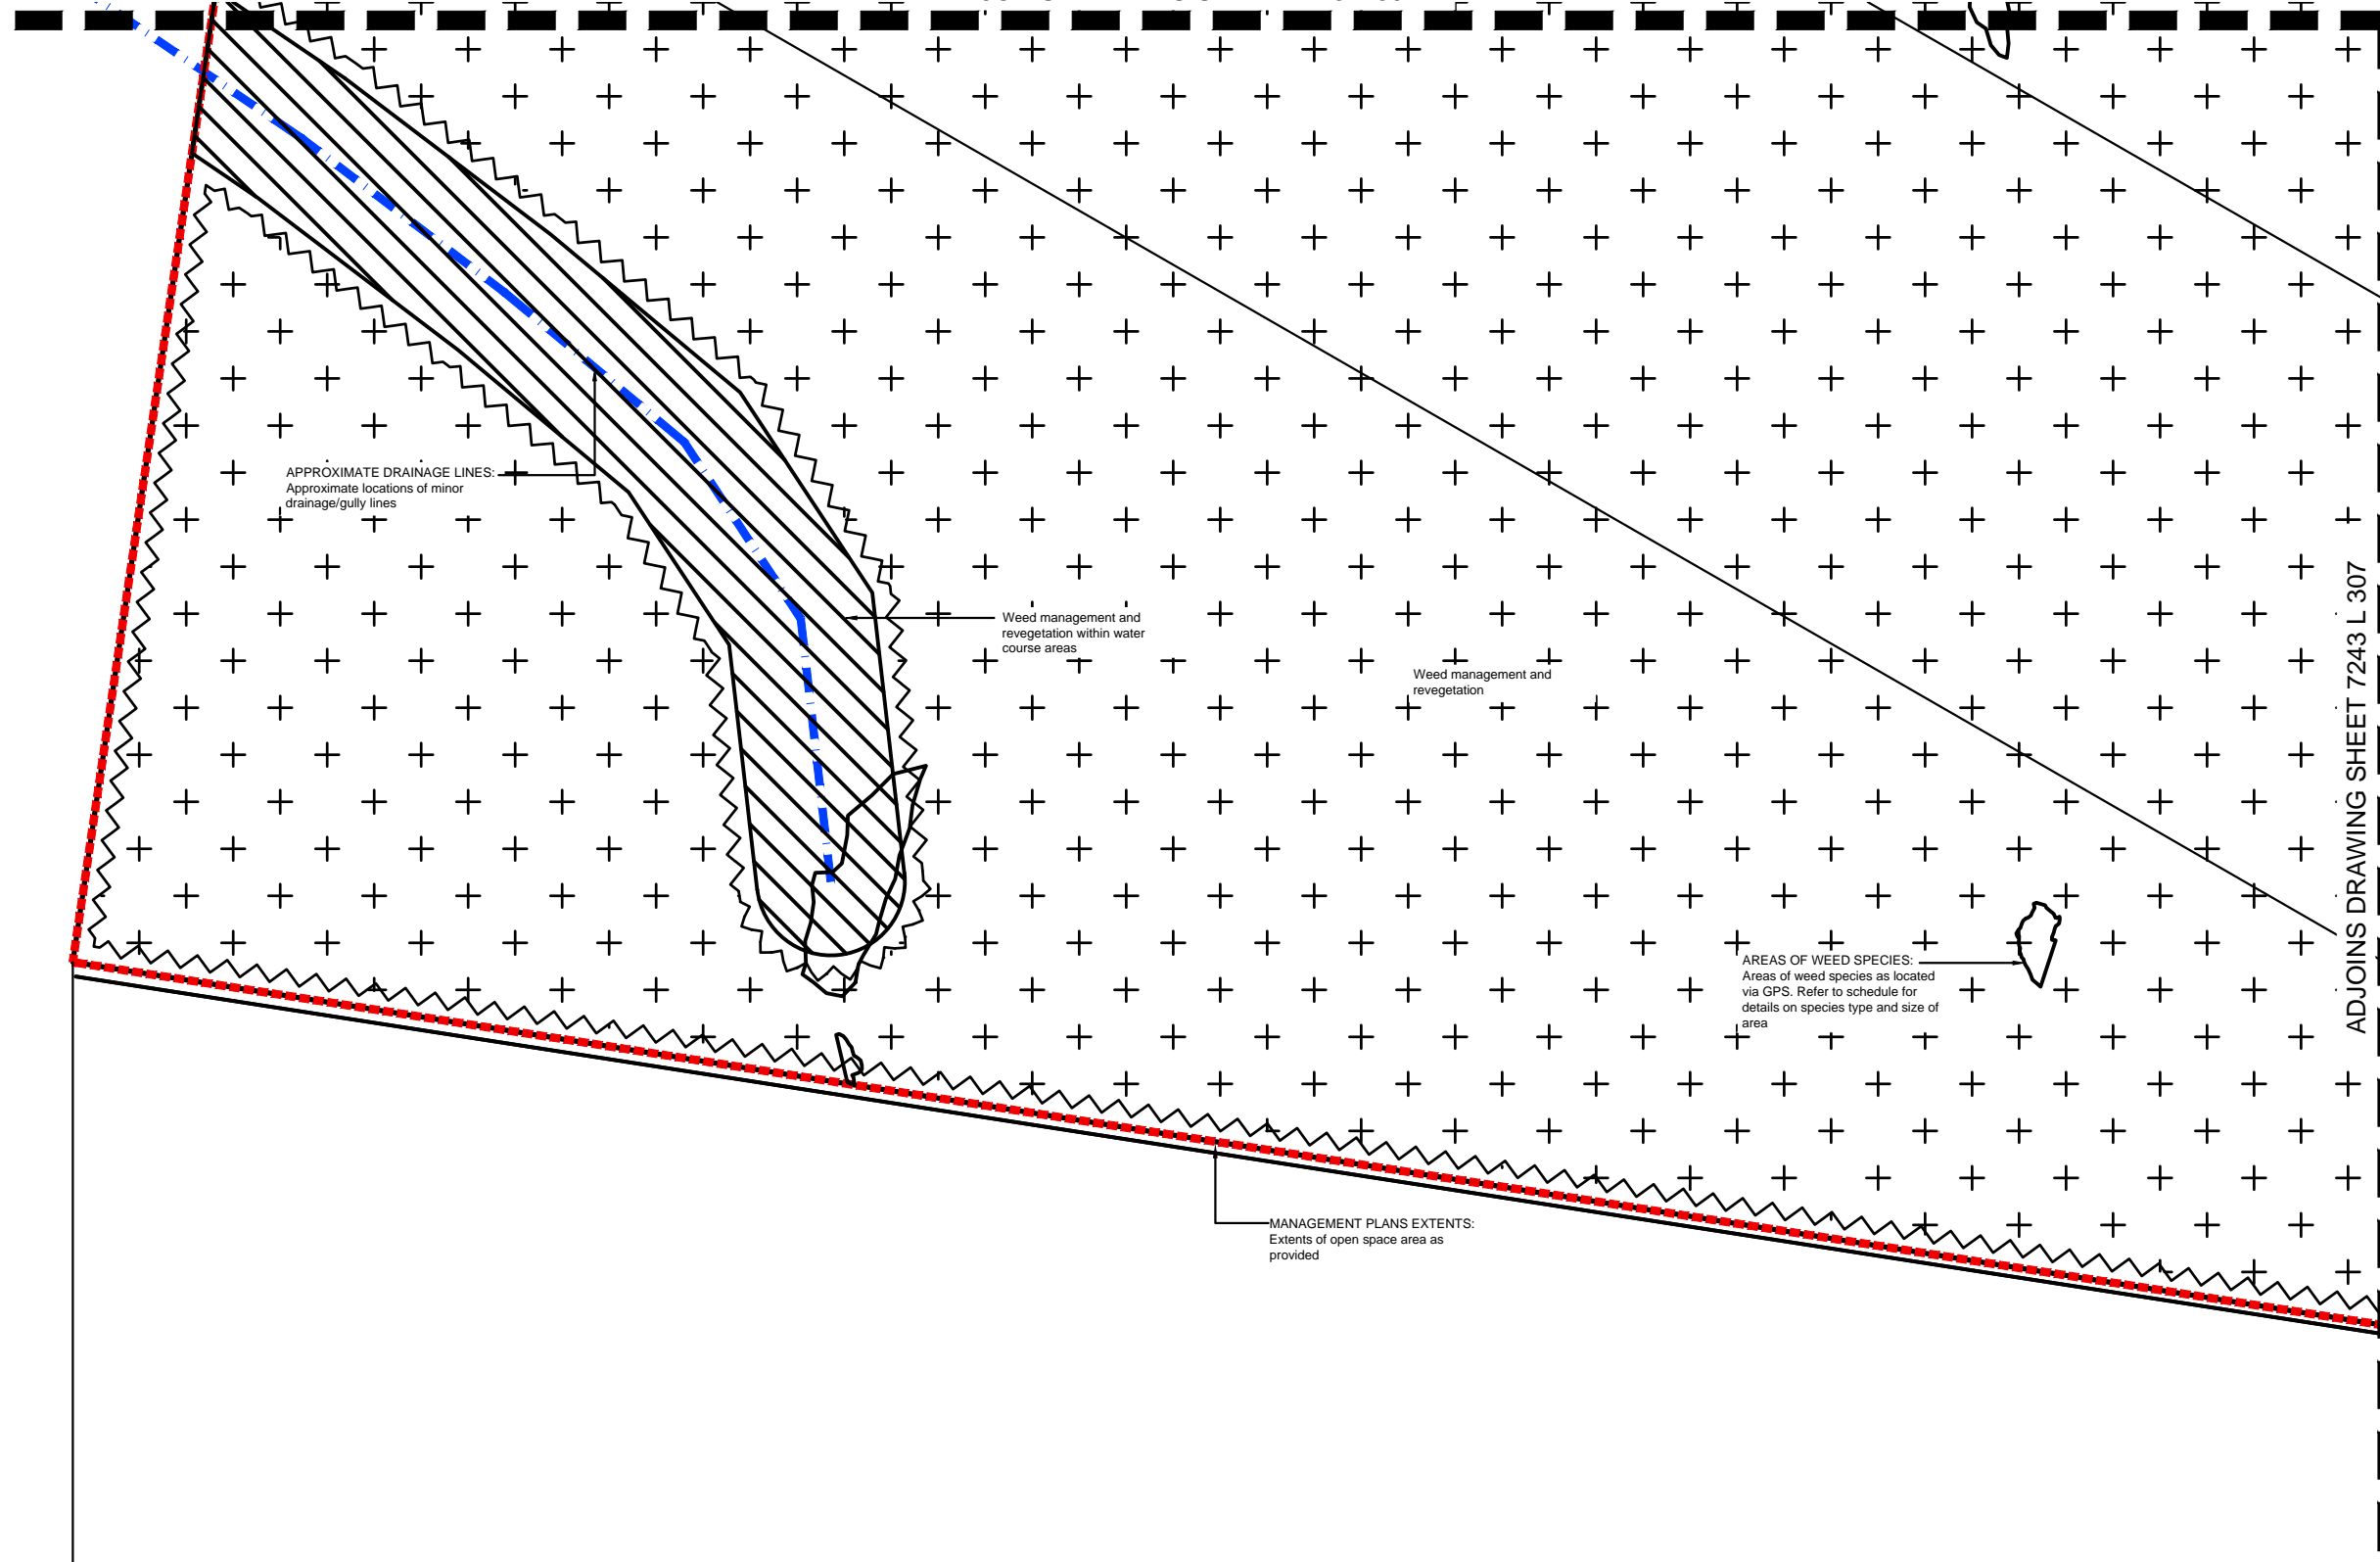 APPROXIMATE DRAINAGE LINES:
Approximate locations of minor
drainage/gully lines
Weed management and
revegetation within water
course areas
Weed management and
revegetation
AREAS OF WEED SPECIES:
Areas of weed species as located
via GPS. Refer to schedule for
details on species type and size of
area
MANAGEMENT PLANS EXTENTS:
Extents of open space area as
provided
ADJOINS DRAWING SHEET 7243 L 307